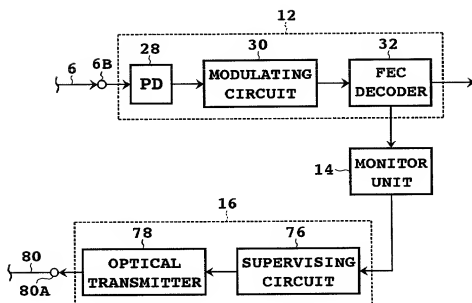 12
6
6B
28
30
32
PD
MODULATING
CIRCUIT
FEC
DECODER
14
MONITOR
UNIT
16
80
80A
78
76
OPTICAL
TRANSMITTER
SUPERVISING
CIRCUIT